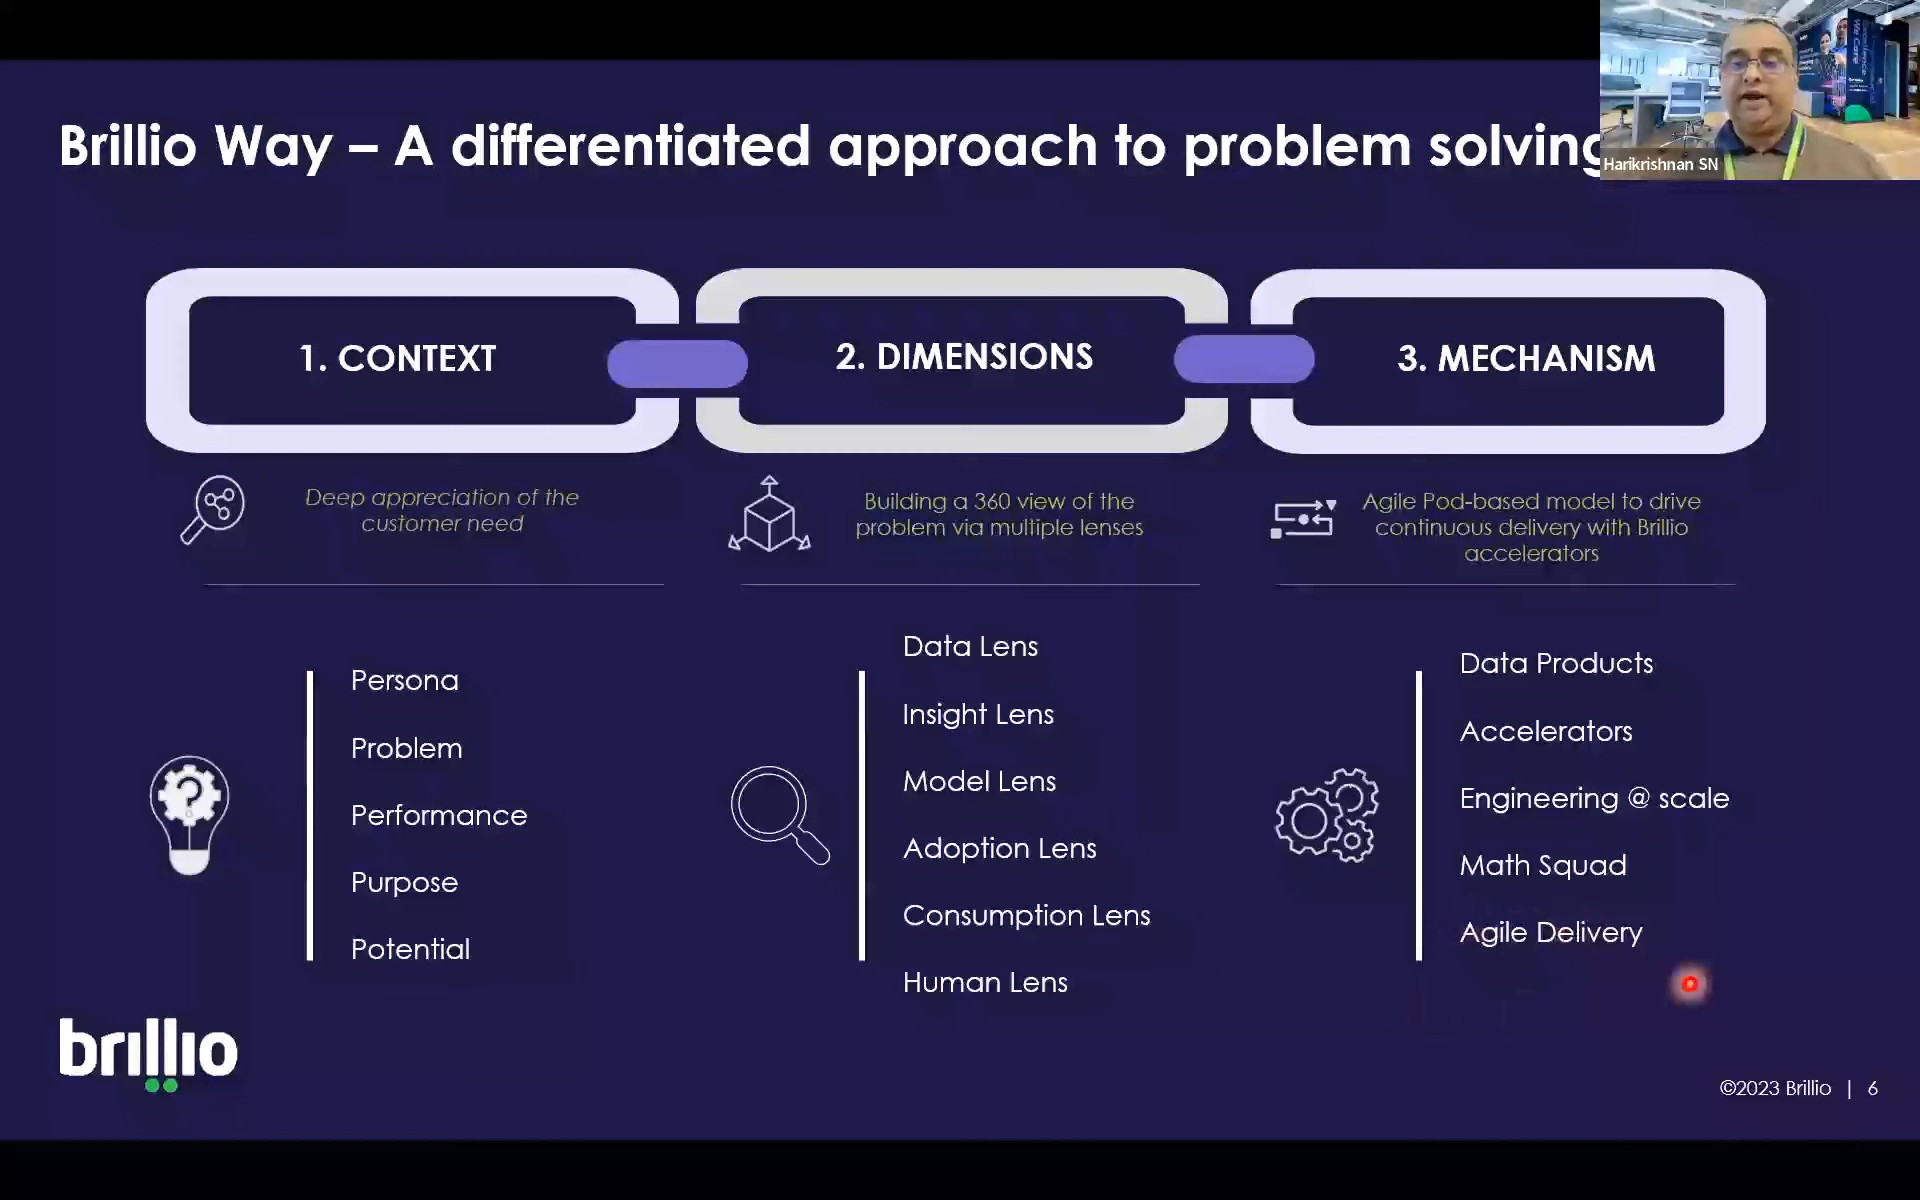 Brillio Way – A differentiated approach to problem solving
Harikrishnan SN
We Care
1. CONTEXT
2. DIMENSIONS
3. MECHANISM
Deep appreciation of the
customer need
Building a 360 view of the
problem via multiple lenses
Agile Pod-based model to drive
continuous delivery with Brillio
accelerators
Persona
Problem
Performance
Purpose
Potential
Data Lens
Insight Lens
Model Lens
Adoption Lens
Consumption Lens
Human Lens
Data Products
Accelerators
Engineering @ scale
Math Squad
Agile Delivery
brillio
©2023 Brillio | 6